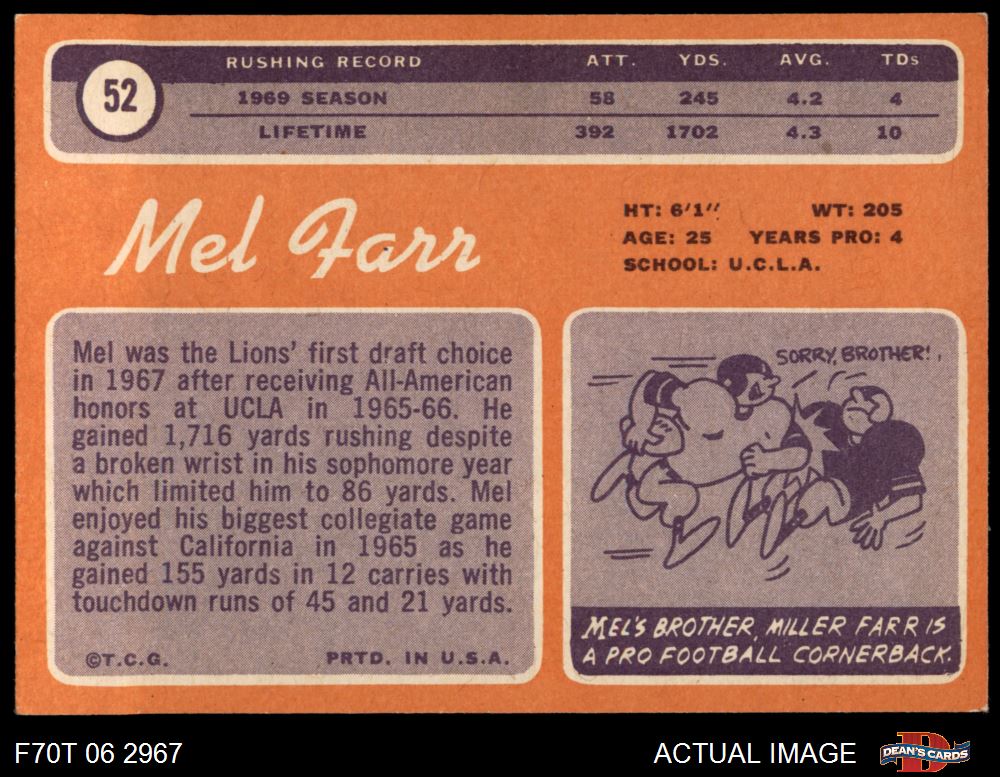 52
RUSHING RECORD ATT. YDS. AVG. TDs
1969 SEASON 58 245 4.2 4
LIFETIME 392 1702 4.3 10
Mel Farr
HT: 6'1" WT: 205
AGE: 25 YEARS PRO: 4
SCHOOL: U.C.L.A.
Mel was the Lions' first draft choice
in 1967 after receiving All-American
honors at UCLA in 1965-66. He
gained 1,716 yards rushing despite
a broken wrist in his sophomore year
which limited him to 86 yards. Mel
enjoyed his biggest collegiate game
against California in 1965 as he
gained 155 yards in 12 carries with
touchdown runs of 45 and 21 yards.
©T.C.G. PRTD. IN U.S.A.
SORRY, BROTHER!
MEL'S BROTHER, MILLER FARR IS
A PRO FOOTBALL CORNERBACK.
F70T 06 2967 ACTUAL IMAGE
DEAN'S CARDS